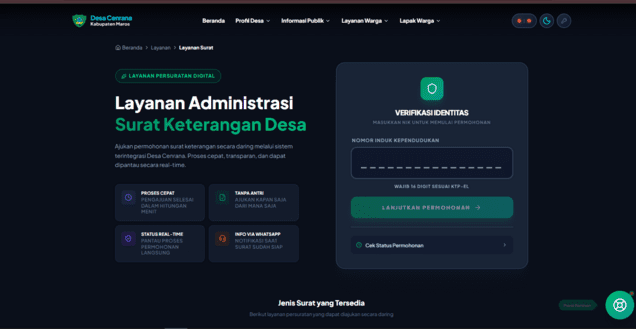 Desa Cenrana
Kabupaten Maros
Beranda
Profil Desa
Informasi Publik
Layanan Warga
Lapak Warga
Beranda
Layanan
Layanan Surat
LAYANAN PERSURATAN DIGITAL
Layanan Administrasi
Surat Keterangan Desa
Ajukan permohonan surat keterangan secara daring melalui sistem
terintegrasi Desa Cenrana. Proses cepat, transparan, dan dapat
dipantau secara real-time.
PROSES CEPAT
PENGAJUAN SELESAI
DALAM HITUNGAN
MENIT
TANPA ANTRI
AJUKAN KAPAN SAJA
DARI MANA SAJA
STATUS REAL-TIME
PANTAU PROSES
PERMOHONAN
LANGSUNG
INFO VIA WHATSAPP
NOTIFIKASI SAAT
SURAT SUDAH SIAP
VERIFIKASI IDENTITAS
MASUKKAN NIK UNTUK MEMULAI PERMOHONAN
NOMOR INDUK KEPENDUDUKAN
WAJIB 16 DIGIT SESUAI KTP-EL
LANJUTKAN PERMOHONAN
Cek Status Permohonan
Jenis Surat yang Tersedia
Berikut layanan persuratan yang dapat diajukan secara daring